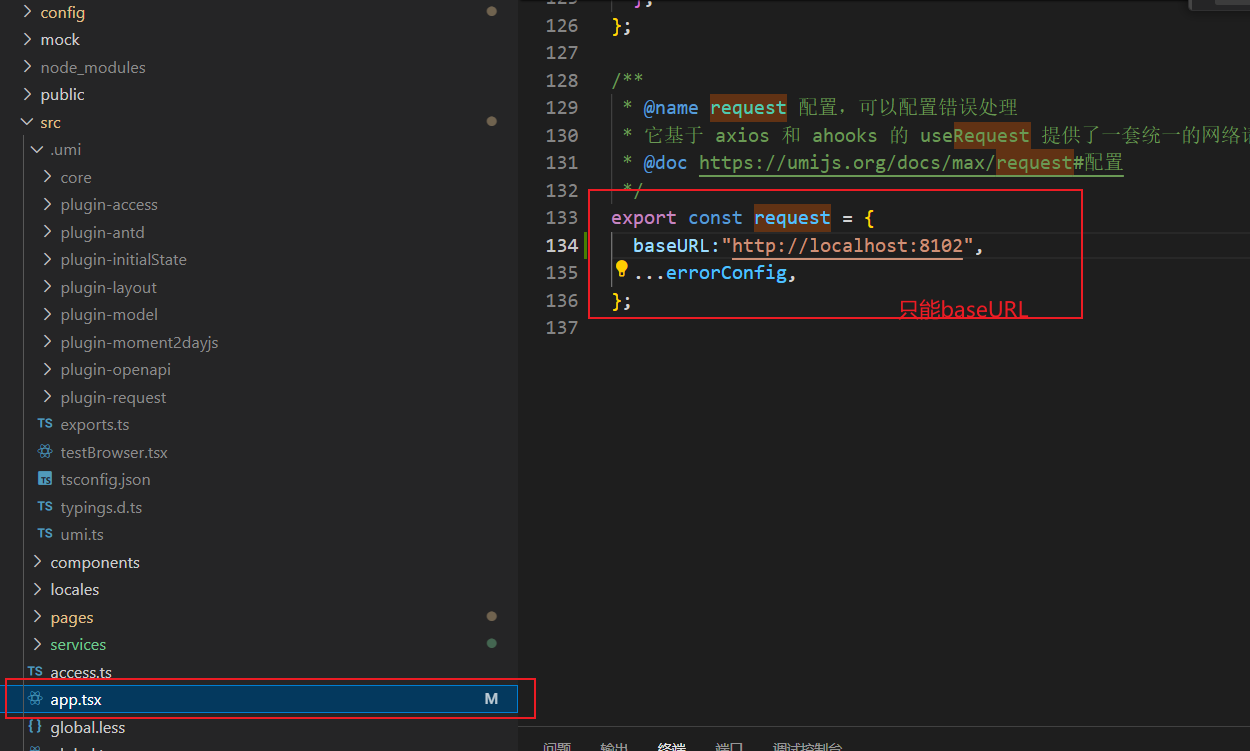 config
mock
node_modules
public
src
.umi
core
plugin-access
plugin-antd
plugin-initialState
plugin-layout
plugin-model
plugin-moment2dayjs
plugin-openapi
plugin-request
TS exports.ts
testBrowser.tsx
TS tsconfig.json
TS typings.d.ts
TS umi.ts
components
locales
pages
services
TS access.ts
app.tsx M
{} global.less
126 };
127
128 /**
129 * @name request 配置，可以配置错误处理
130 * 它基于 axios 和 ahooks 的 useRequest 提供了一套统一的网络
131 * @doc https://umijs.org/docs/max/request#配置
132 */
133 export const request = {
134 baseURL:"http://localhost:8102",
135 ...errorConfig,
136 };
只能baseURL
137
问题 输出 终端 端口 调试控制台